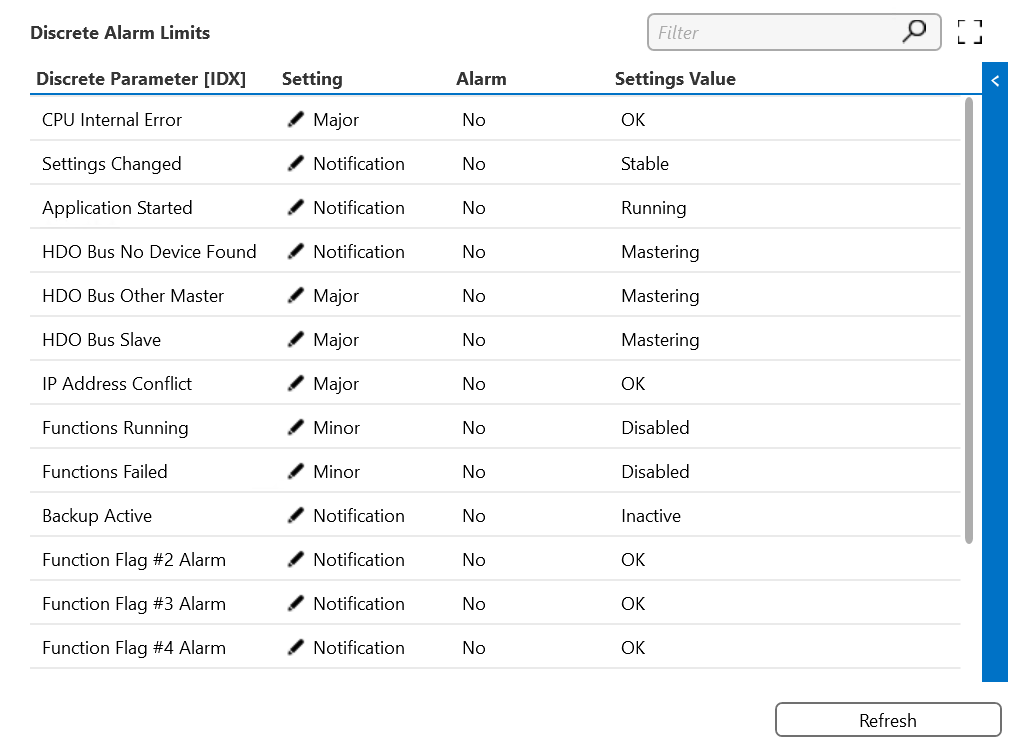 Discrete Alarm Limits
Filter
Discrete Parameter [IDX] Setting Alarm Settings Value
<
CPU Internal Error Major No OK
Settings Changed Notification No Stable
Application Started Notification No Running
HDO Bus No Device Found Notification No Mastering
HDO Bus Other Master Major No Mastering
HDO Bus Slave Major No Mastering
IP Address Conflict Major No OK
Functions Running Minor No Disabled
Functions Failed Minor No Disabled
Backup Active Notification No Inactive
Function Flag #2 Alarm Notification No OK
Function Flag #3 Alarm Notification No OK
Function Flag #4 Alarm Notification No OK
Refresh